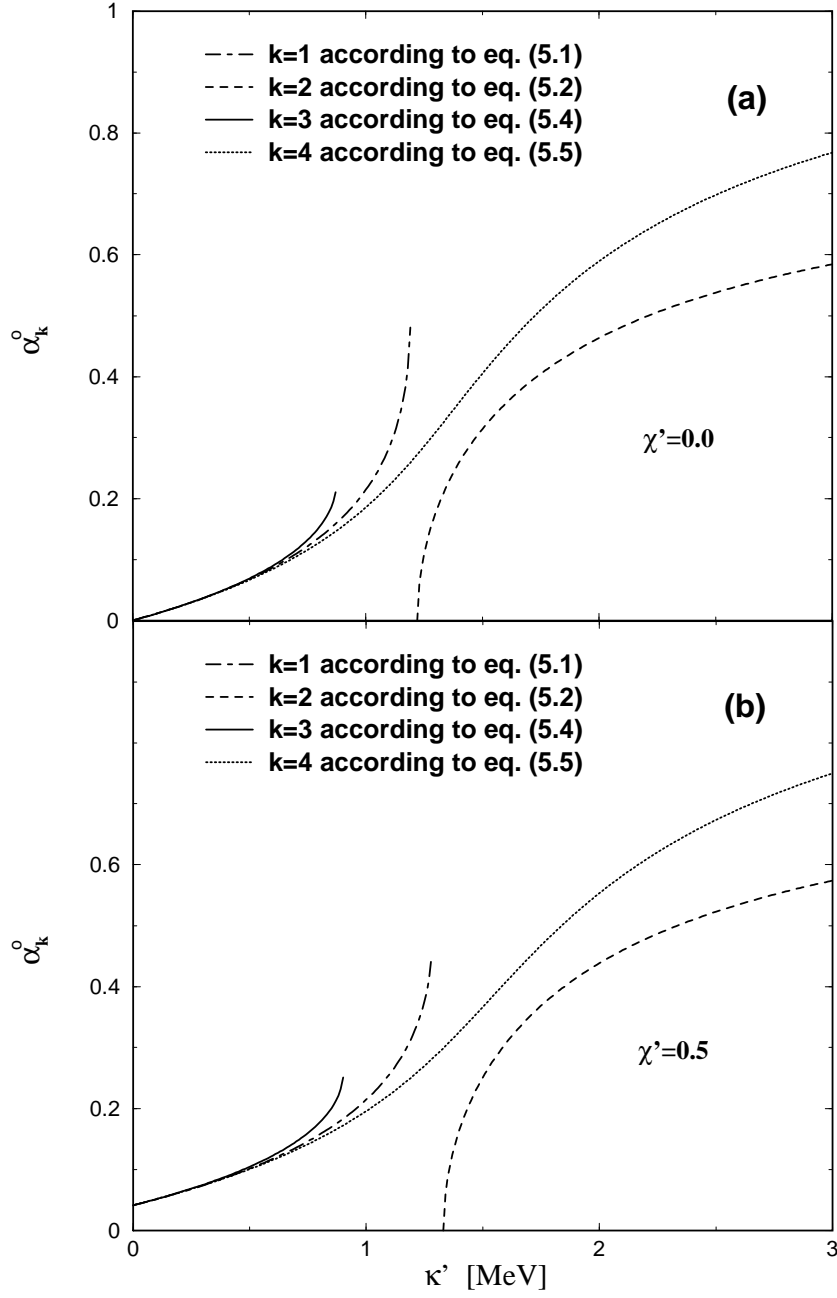 1
k=1 according to eq. (5.1)
k=2 according to eq. (5.2)
k=3 according to eq. (5.4)
k=4 according to eq. (5.5)
(a)
0.8
0.6
α°ₖ
0.4
χ’=0.0
0.2
0
k=1 according to eq. (5.1)
k=2 according to eq. (5.2)
k=3 according to eq. (5.4)
k=4 according to eq. (5.5)
(b)
0.6
α°ₖ
0.4
χ’=0.5
0.2
0
0 1 2 3
κ’ [MeV]